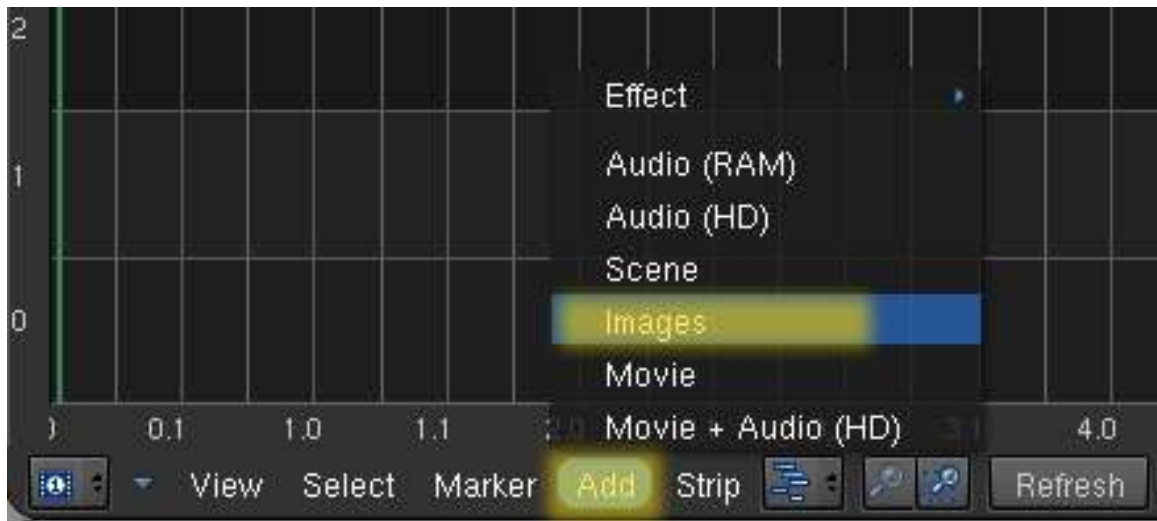 2
Effect
Audio (RAM)
1
Audio (HD)
Scene
Images
0
Movie
Movie + Audio (HD)
0.1 1.0 1.1 4.0
View Select Marker Add Strip Refresh